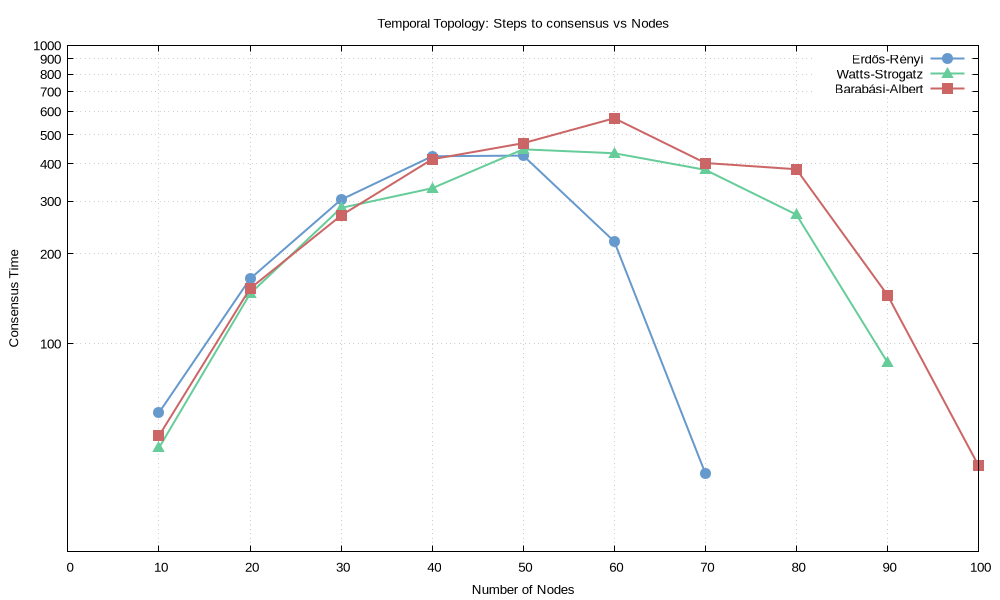 Temporal Topology: Steps to consensus vs Nodes
1000
900
800
700
600
500
400
300
200
100
Erdős-Rényi
Watts-Strogatz
Barabási-Albert
Consensus Time
0 10 20 30 40 50 60 70 80 90 100
Number of Nodes